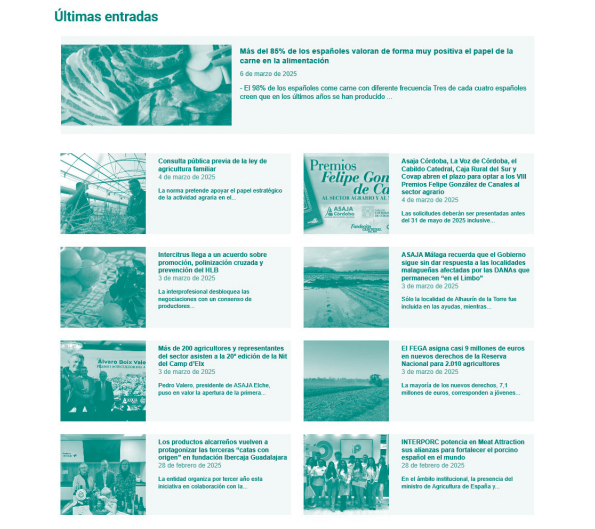 Últimas entradas
Más del 85% de los españoles valoran de forma muy positiva el papel de la
carne en la alimentación
6 de marzo de 2025
- El 98% de los españoles come carne con diferente frecuencia Tres de cada cuatro españoles
creen que en los últimos años se han producido ...
Consulta pública previa de la ley de
agricultura familiar
4 de marzo de 2025
La norma pretende apoyar el papel estratégico
de la actividad agraria en el...
Premios
Felipe Gon
de Ca
AL SECTOR AGRARIO Y AL
ASAJA
Córdoba
Asaja Córdoba, La Voz de Córdoba, el
Cabildo Catedral, Caja Rural del Sur y
Covap abren el plazo para optar a los VIII
Premios Felipe González de Canales al
sector agrario
4 de marzo de 2025
Las solicitudes deberán ser presentadas antes
del 31 de mayo de 2025 inclusive...
Intercitrus llega a un acuerdo sobre
promoción, polinización cruzada y
prevención del HLB
3 de marzo de 2025
La interprofesional desbloquea las
negociaciones con un consenso de
productores...
ASAJA Málaga recuerda que el Gobierno
sigue sin dar respuesta a las localidades
malagueñas afectadas por las DANAs que
permanecen “en el Limbo”
3 de marzo de 2025
Sólo la localidad de Alhaurín de la Torre fue
incluida en las ayudas, mientras...
Álvaro Boix Vale
Más de 200 agricultores y representantes
del sector asisten a la 20ª edición de la Nit
del Camp d’Elx
3 de marzo de 2025
Pedro Valero, presidente de ASAJA Elche,
puso en valor la apertura de la primera...
El FEGA asigna casi 9 millones de euros
en nuevos derechos de la Reserva
Nacional para 2.010 agricultores
3 de marzo de 2025
La mayoría de los nuevos derechos, 7,1
millones de euros, corresponden a jóvenes...
Los productos alcarreños vuelven a
protagonizar las terceras “catas con
origen” en fundación Ibercaja Guadalajara
28 de febrero de 2025
La entidad organiza por tercer año esta
iniciativa en colaboración con la...
INTERPORC potencia en Meat Attraction
sus alianzas para fortalecer el porcino
español en el mundo
28 de febrero de 2025
En el ámbito institucional, la presencia del
ministro de Agricultura de España y...